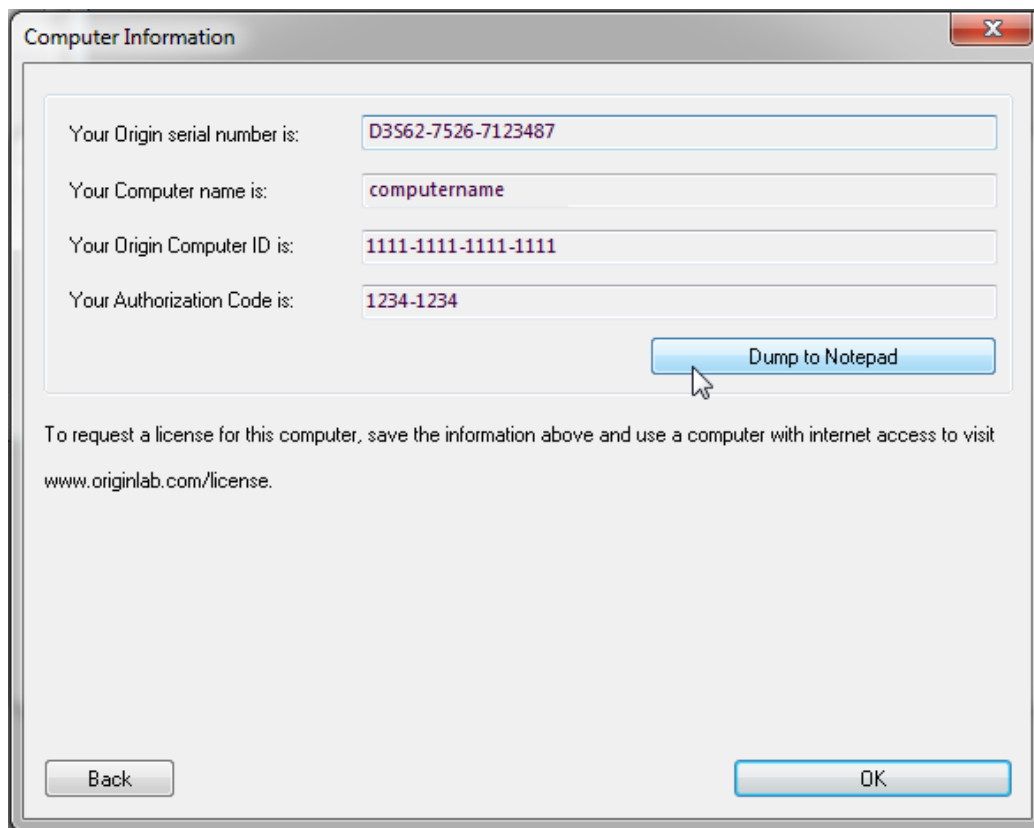 Computer Information
Your Origin serial number is: D3S62-7526-7123487
Your Computer name is: computername
Your Origin Computer ID is: 1111-1111-1111-1111
Your Authorization Code is: 1234-1234
Dump to Notepad
To request a license for this computer, save the information above and use a computer with internet access to visit
www.originlab.com/license.
Back OK